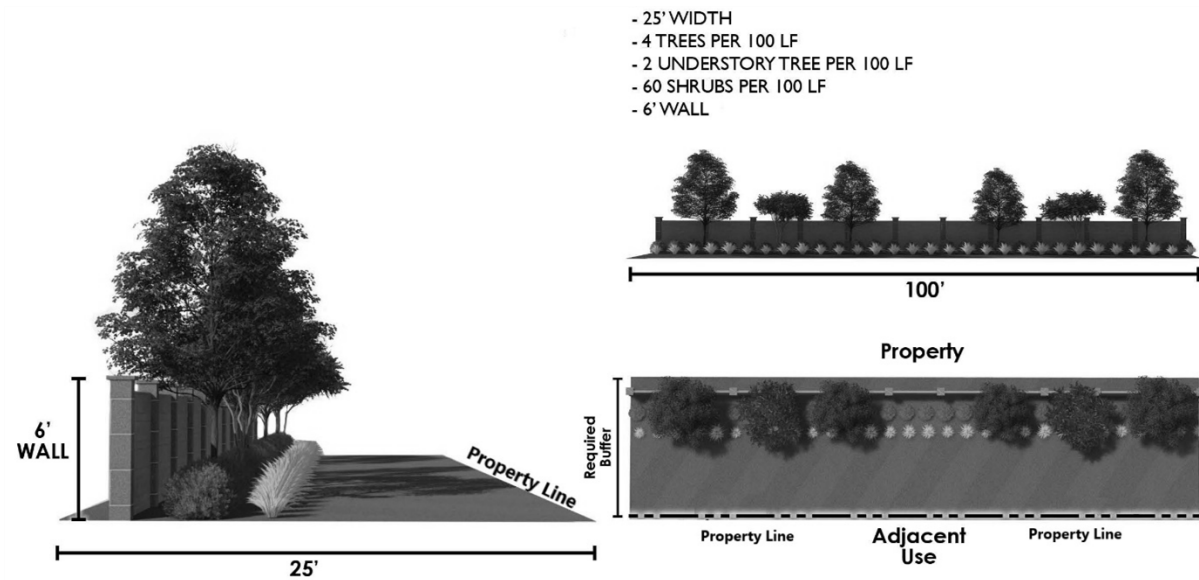 - 25' WIDTH
- 4 TREES PER 100 LF
- 2 UNDERSTORY TREE PER 100 LF
- 60 SHRUBS PER 100 LF
- 6' WALL
100'
6'
WALL
Property Line
25'
Property
Required
Buffer
Property Line
Adjacent
Use
Property Line